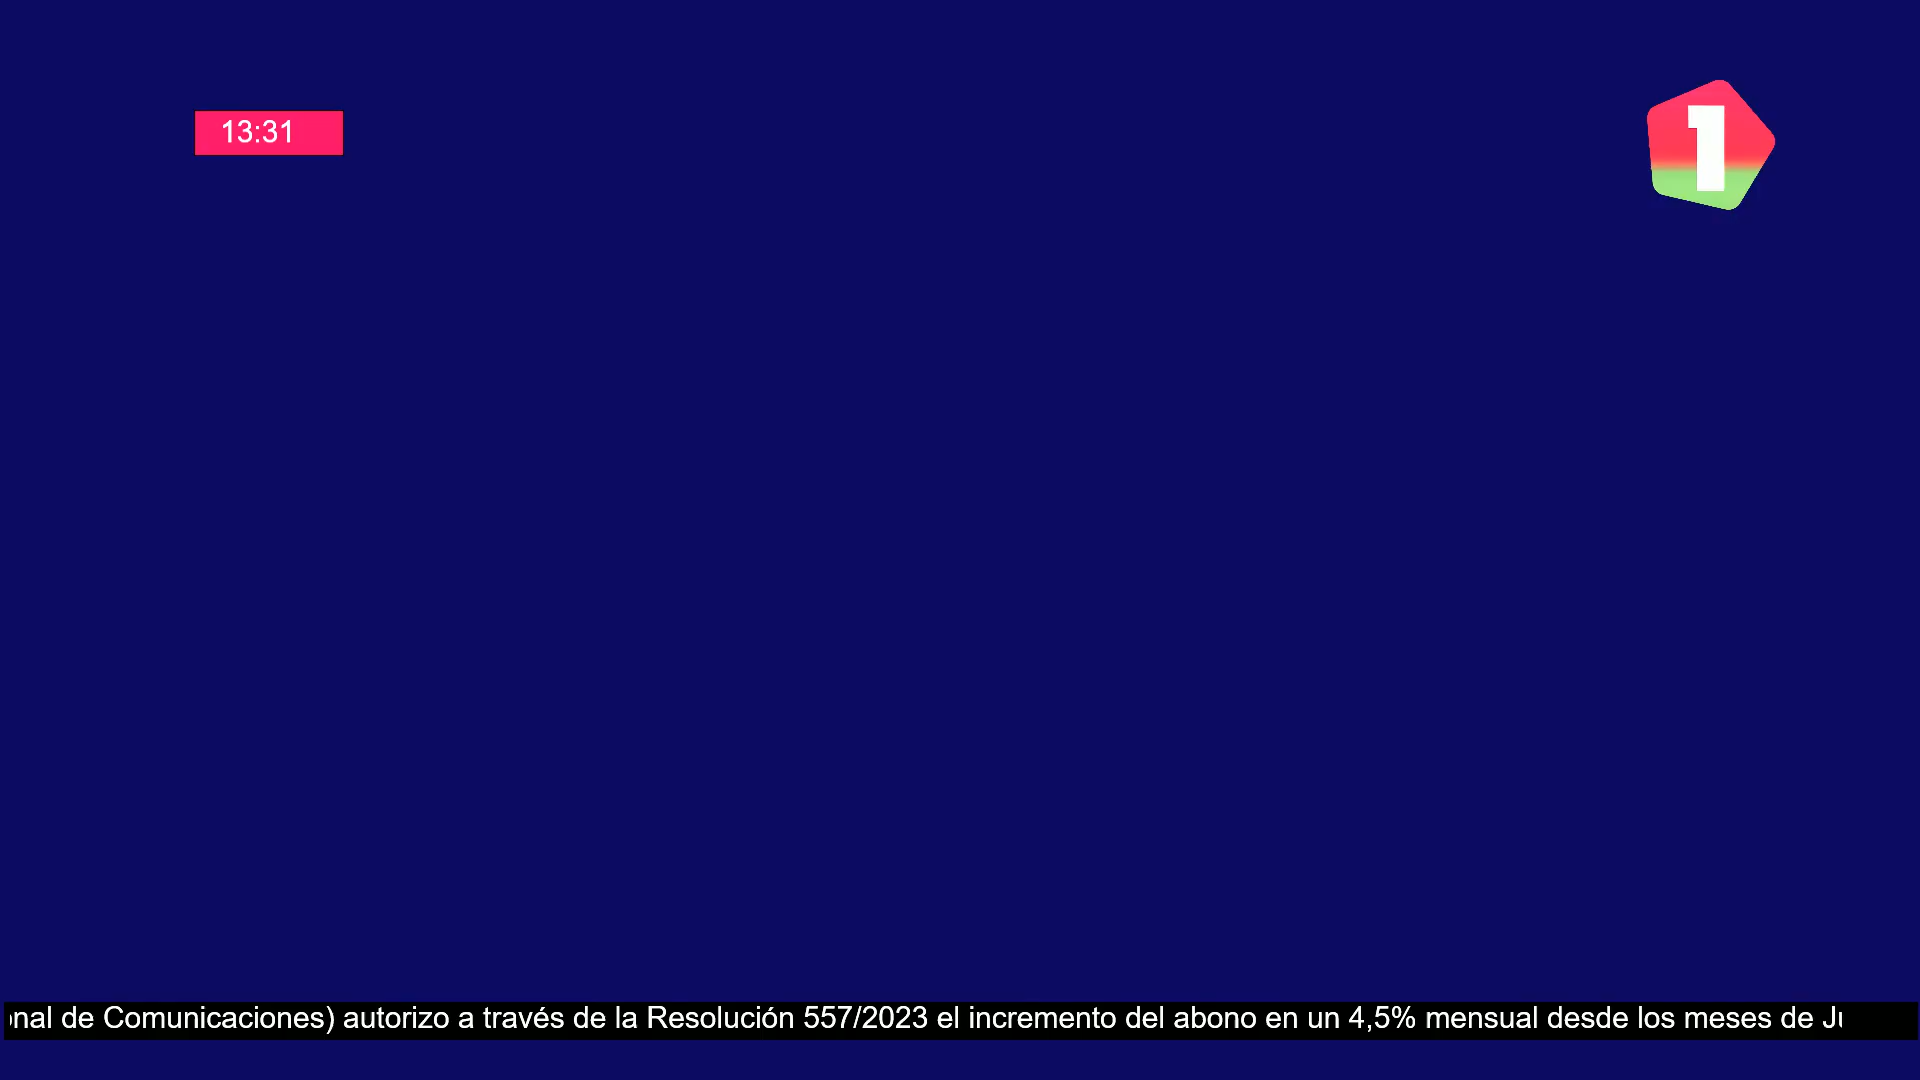 13:31
1
nal de Comunicaciones) autorizo a través de la Resolución 557/2023 el incremento del abono en un 4,5% mensual desde los meses de